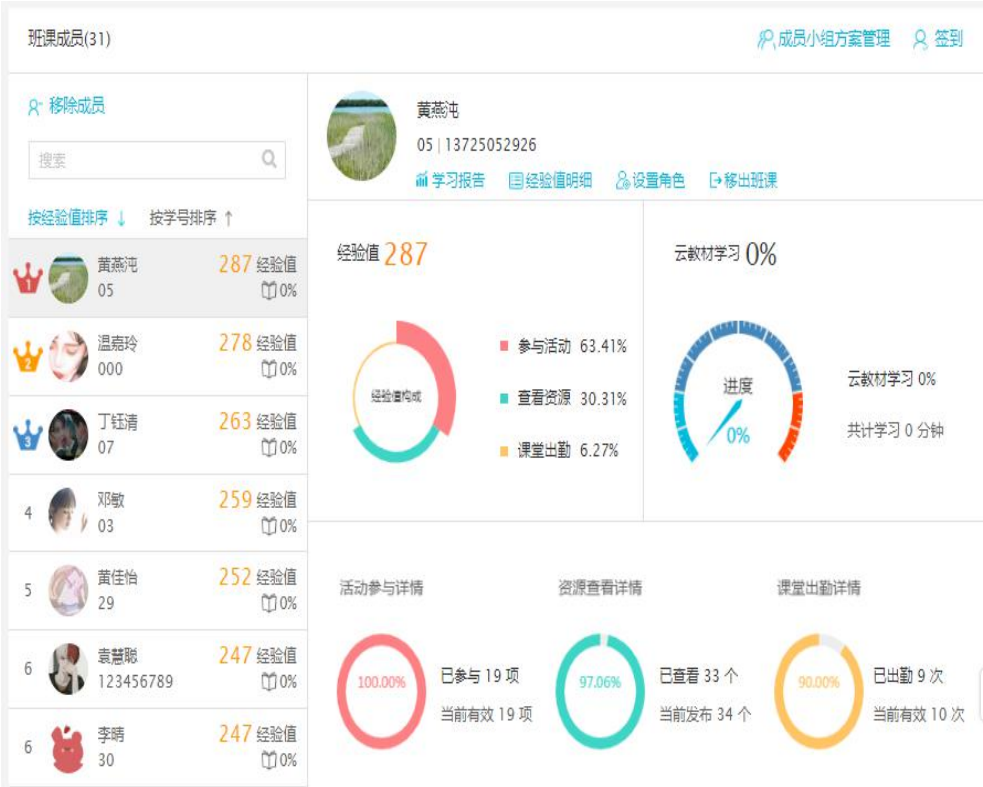 班课成员(31)
成员小组方案管理 签到
移除成员
搜索
按经验值排序 ↓ 按学号排序 ↑
1 黄燕沌 287 经验值
05 0%
2 温嘉玲 278 经验值
000 0%
3 丁钰清 263 经验值
07 0%
4 邓敏 259 经验值
03 0%
5 黄佳怡 252 经验值
29 0%
6 袁慧聪 247 经验值
123456789 0%
6 李晴 247 经验值
30 0%
黄燕沌
05 | 13725052926
学习报告 经验值明细 设置角色 移出班课
经验值 287
经验值构成
参与活动 63.41%
查看资源 30.31%
课堂出勤 6.27%
云教材学习 0%
进度
0%
云教材学习 0%
共计学习 0 分钟
活动参与详情
100.00%
已参与 19 项
当前有效 19 项
资源查看详情
97.06%
已查看 33 个
当前发布 34 个
课堂出勤详情
90.00%
已出勤 9 次
当前有效 10 次